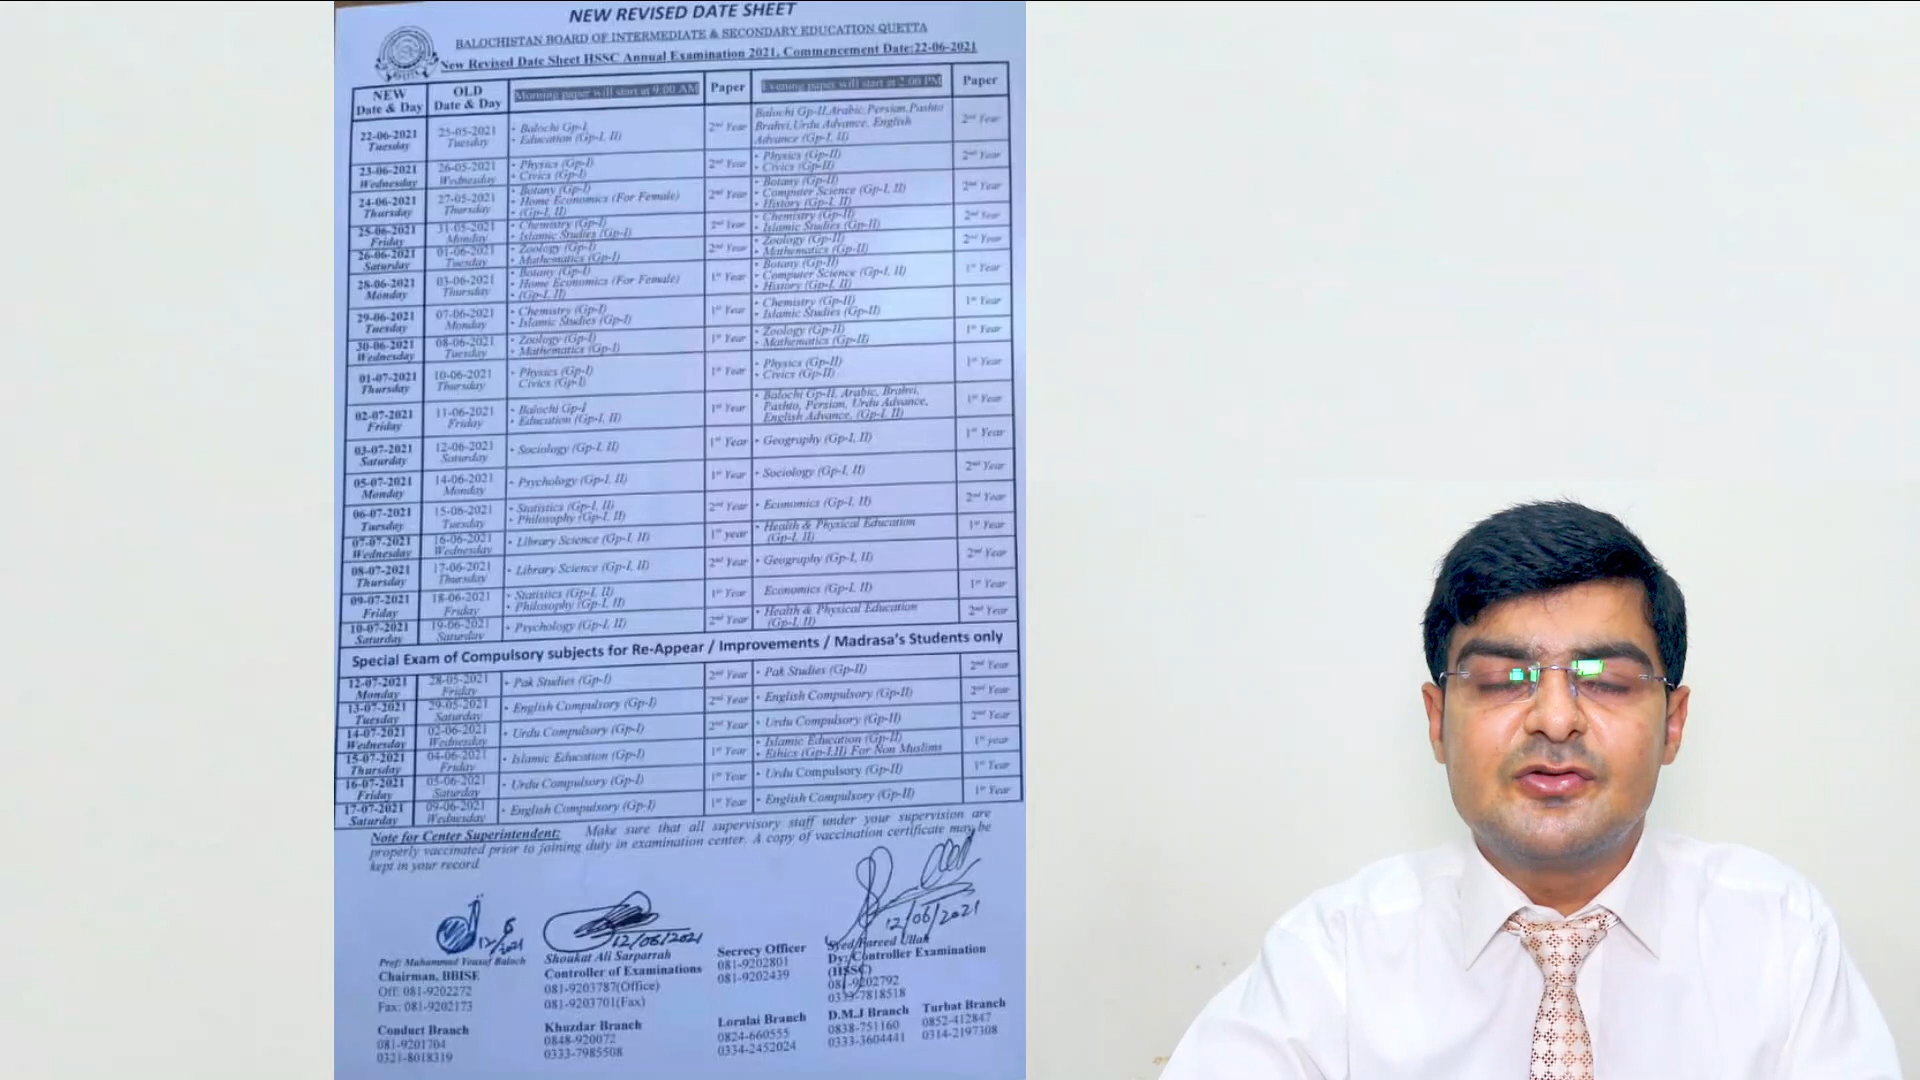 NEW REVISED DATE SHEET
BALOCHISTAN BOARD OF INTERMEDIATE & SECONDARY EDUCATION QUETTA
New Revised Date Sheet HSSC Annual Examination 2021, Commencement Date:22-06-2021
NEW Date & Day OLD Date & Day Morning paper will start at 9:00 AM Paper Evening paper will start at 2:00 PM Paper
22-06-2021 Tuesday 25-05-2021 Tuesday • Balochi Gp-I • Education (Gp-I, II) 2nd Year Balochi Gp-II,Arabic,Persian,Pashto Brahvi,Urdu Advance, English Advance (Gp-I, II) 2nd Year
23-06-2021 Wednesday 26-05-2021 Wednesday • Physics (Gp-I) • Civics (Gp-I) 2nd Year • Physics (Gp-II) • Civics (Gp-II) 2nd Year
24-06-2021 Thursday 27-05-2021 Thursday • Botany (Gp-I) • Home Economics (For Female) • (Gp-I, II) 2nd Year • Botany (Gp-II) • Computer Science (Gp-I, II) • History (Gp-I, II) 2nd Year
25-06-2021 Friday 31-05-2021 Monday • Chemistry (Gp-I) • Islamic Studies (Gp-I) 2nd Year • Chemistry (Gp-II) • Islamic Studies (Gp-II) 2nd Year
26-06-2021 Saturday 01-06-2021 Tuesday • Zoology (Gp-I) • Mathematics (Gp-I) 2nd Year • Zoology (Gp-II) • Mathematics (Gp-II) 2nd Year
28-06-2021 Monday 03-06-2021 Thursday • Botany (Gp-I) • Home Economics (For Female) • (Gp-I, II) 1st Year • Botany (Gp-II) • Computer Science (Gp-I, II) • History (Gp-I, II) 1st Year
29-06-2021 Tuesday 07-06-2021 Monday • Chemistry (Gp-I) • Islamic Studies (Gp-I) 1st Year • Chemistry (Gp-II) • Islamic Studies (Gp-II) 1st Year
30-06-2021 Wednesday 08-06-2021 Tuesday • Zoology (Gp-I) • Mathematics (Gp-I) 1st Year • Zoology (Gp-II) • Mathematics (Gp-II) 1st Year
01-07-2021 Thursday 10-06-2021 Thursday • Physics (Gp-I) Civics (Gp-I) 1st Year • Physics (Gp-II) • Civics (Gp-II) 1st Year
02-07-2021 Friday 11-06-2021 Friday • Balochi Gp-I • Education (Gp-I, II) 1st Year • Balochi Gp-II, Arabic, Brahvi, Pashto, Persian, Urdu Advance, English Advance, (Gp-I, II) 1st Year
03-07-2021 Saturday 12-06-2021 Saturday • Sociology (Gp-I, II) 1st Year • Geography (Gp-I, II) 1st Year
05-07-2021 Monday 14-06-2021 Monday • Psychology (Gp-I, II) 1st Year • Sociology (Gp-I, II) 2nd Year
06-07-2021 Tuesday 15-06-2021 Tuesday • Statistics (Gp-I, II) • Philosophy (Gp-I, II) 2nd Year • Economics (Gp-I, II) 2nd Year
07-07-2021 Wednesday 16-06-2021 Wednesday • Library Science (Gp-I, II) 1st year • Health & Physical Education (Gp-I, II) 1st Year
08-07-2021 Thursday 17-06-2021 Thursday • Library Science (Gp-I, II) 2nd Year • Geography (Gp-I, II) 2nd Year
09-07-2021 Friday 18-06-2021 Friday • Statistics (Gp-I, II) • Philosophy (Gp-I, II) 1st Year Economics (Gp-I, II) 1st Year
10-07-2021 Saturday 19-06-2021 Saturday • Psychology (Gp-I, II) 2nd Year • Health & Physical Education (Gp-I, II) 2nd Year
Special Exam of Compulsory subjects for Re-Appear / Improvements / Madrasa's Students only
12-07-2021 Monday 28-05-2021 Friday • Pak Studies (Gp-I) 2nd Year • Pak Studies (Gp-II) 2nd Year
13-07-2021 Tuesday 29-05-2021 Saturday • English Compulsory (Gp-I) 2nd Year • English Compulsory (Gp-II) 2nd Year
14-07-2021 Wednesday 02-06-2021 Wednesday • Urdu Compulsory (Gp-I) 2nd Year • Urdu Compulsory (Gp-II) 2nd Year
15-07-2021 Thursday 04-06-2021 Friday • Islamic Education (Gp-I) 1st Year • Islamic Education (Gp-II) • Ethics (Gp-I,II) For Non Muslims 1st year
16-07-2021 Friday 05-06-2021 Saturday • Urdu Compulsory (Gp-I) 1st Year • Urdu Compulsory (Gp-II) 1st Year
17-07-2021 Saturday 09-06-2021 Wednesday • English Compulsory (Gp-I) 1st Year • English Compulsory (Gp-II) 1st Year
Note for Center Superintendent: Make sure that all supervisory staff under your supervision are
properly vaccinated prior to joining duty in examination center. A copy of vaccination certificate may be
kept in your record
12/6/2021 12/06/2021 12/06/2021
Prof: Muhammad Yousaf Baloch
Chairman, BBISE
Off: 081-9202272
Fax: 081-9202173
Shoukat Ali Sarparrah
Controller of Examinations
081-9203787(Office)
081-9203701(Fax)
Secrecy Officer
081-9202801
081-9202439
Syed Fareed Ullah
Dy: Controller Examination
(HSSC)
081-9202792
0333-7818518
Conduct Branch
081-9201704
0321-8018319
Khuzdar Branch
0848-920072
0333-7985508
Loralai Branch
0824-660555
0334-2452024
D.M.J Branch
0838-751160
0333-3604441
Turbat Branch
0852-412847
0314-2197308